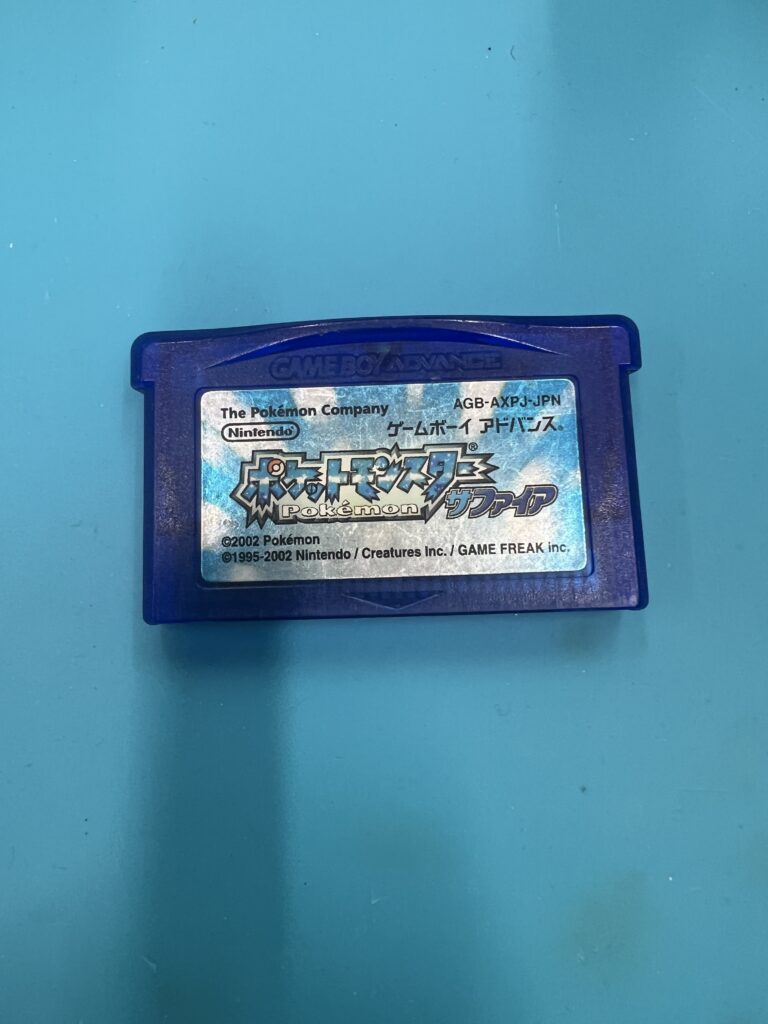 GAME BOY ADVANCE
The Pokémon Company
AGB-AXPJ-JPN
Nintendo
ゲームボーイ アドバンス®
ポケットモンスター®
Pokémon
サファイア
©2002 Pokémon
©1995-2002 Nintendo / Creatures Inc. / GAME FREAK inc.